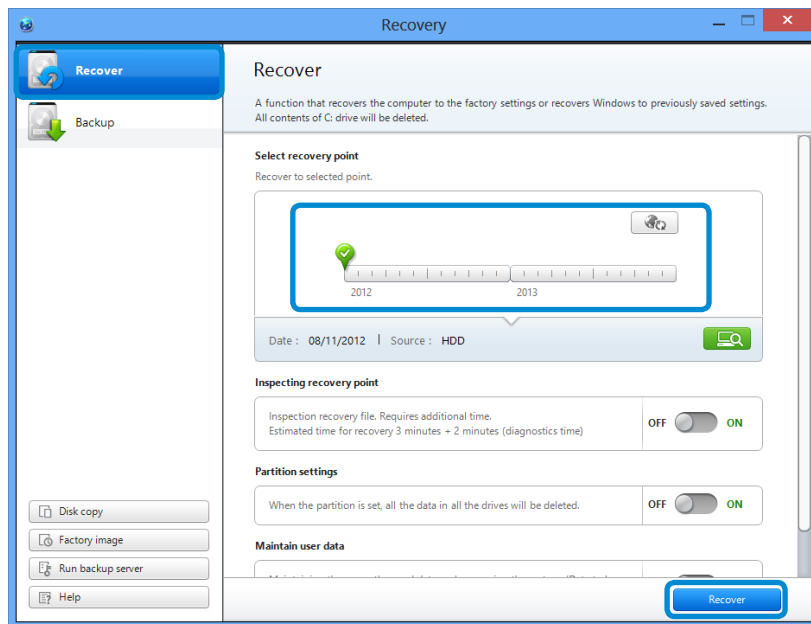 Recovery
Recover
Backup
Disk copy
Factory image
Run backup server
Help
Recover
A function that recovers the computer to the factory settings or recovers Windows to previously saved settings.
All contents of C: drive will be deleted.
Select recovery point
Recover to selected point.
2012 2013
Date : 08/11/2012 | Source : HDD
Inspecting recovery point
Inspection recovery file. Requires additional time.
Estimated time for recovery 3 minutes + 2 minutes (diagnostics time)
OFF ON
Partition settings
When the partition is set, all the data in all the drives will be deleted.
OFF ON
Maintain user data
Recover